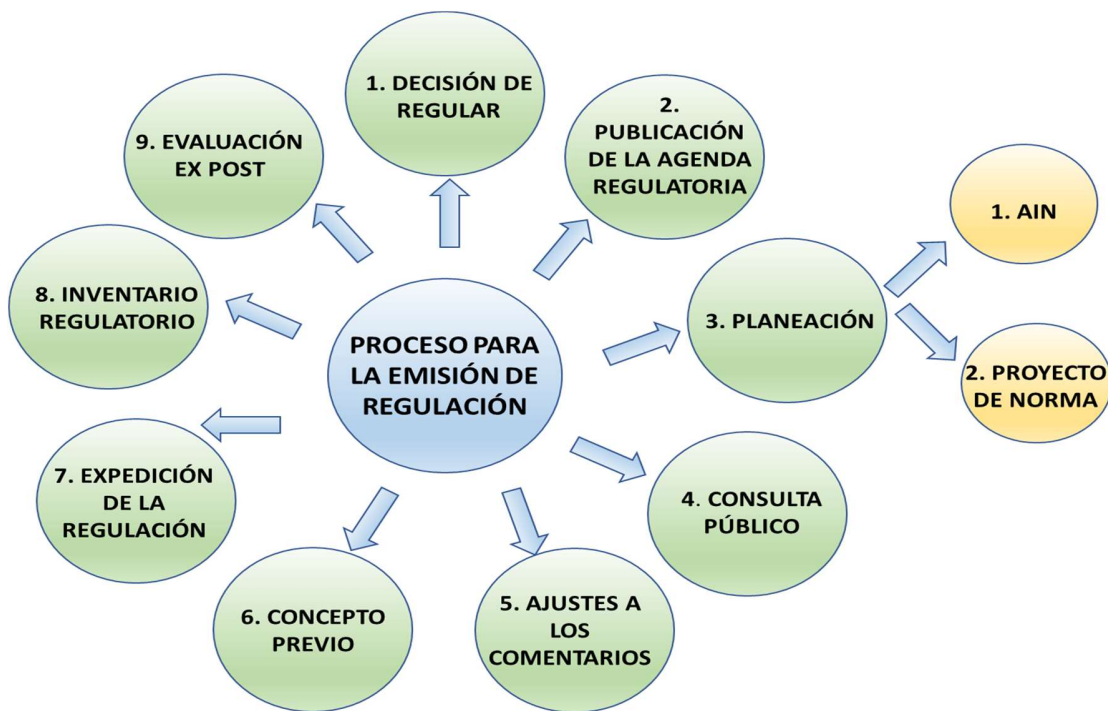 PROCESO PARA
LA EMISIÓN DE
REGULACIÓN
1. DECISIÓN DE
REGULAR
2.
PUBLICACIÓN
DE LA AGENDA
REGULATORIA
3. PLANEACIÓN
1. AIN
2. PROYECTO
DE NORMA
4. CONSULTA
PÚBLICO
5. AJUSTES A
LOS
COMENTARIOS
6. CONCEPTO
PREVIO
7. EXPEDICIÓN
DE LA
REGULACIÓN
8. INVENTARIO
REGULATORIO
9. EVALUACIÓN
EX POST